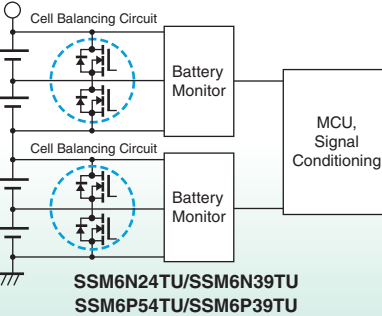 Cell Balancing Circuit
Battery
Monitor
MCU,
Signal
Conditioning
Cell Balancing Circuit
Battery
Monitor
SSM6N24TU/SSM6N39TU
SSM6P54TU/SSM6P39TU